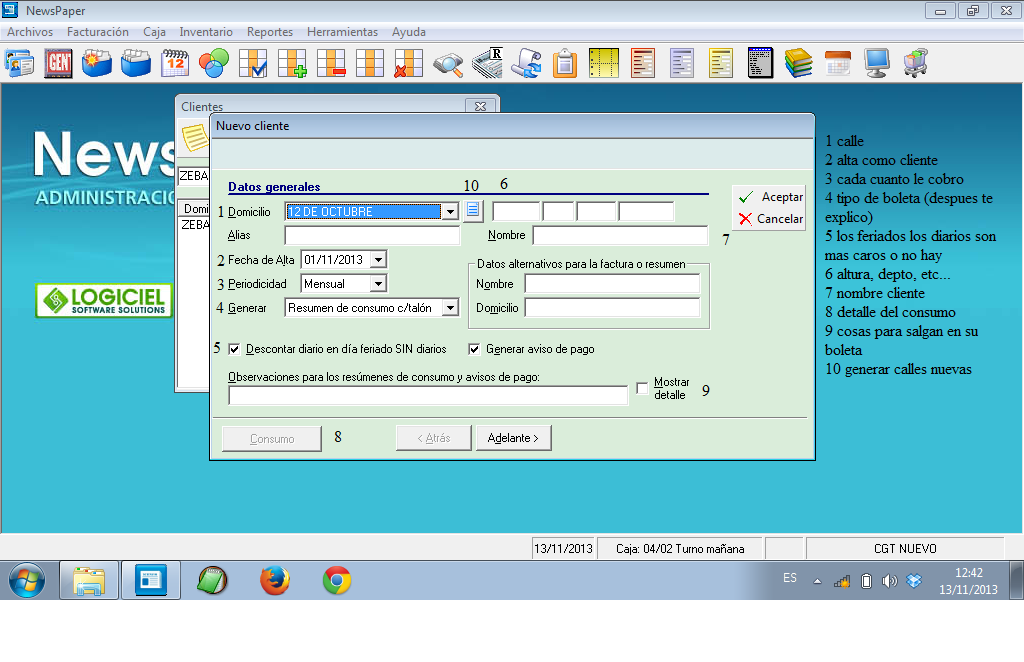 NewsPaper
Archivos Facturación Caja Inventario Reportes Herramientas Ayuda
GEN 12 R
Clientes
Nuevo cliente
News
ADMINISTRACIO
ZEBA
Domi
ZEBA
LOGICIEL
SOFTWARE SOLUTIONS
Datos generales 10 6
1 Domicilio 12 DE OCTUBRE
Alias Nombre 7
2 Fecha de Alta 01/11/2013
3 Periodicidad Mensual
4 Generar Resumen de consumo c/talón
Datos alternativos para la factura o resumen
Nombre
Domicilio
Aceptar
Cancelar
5 Descontar diario en día feriado SIN diarios Generar aviso de pago
Observaciones para los resúmenes de consumo y avisos de pago:
Mostrar
detalle 9
Consumo 8 < Atrás Adelante >
1 calle
2 alta como cliente
3 cada cuanto le cobro
4 tipo de boleta (despues te
explico)
5 los feriados los diarios son
mas caros o no hay
6 altura, depto, etc...
7 nombre cliente
8 detalle del consumo
9 cosas para salgan en su
boleta
10 generar calles nuevas
13/11/2013 Caja: 04/02 Turno mañana CGT NUEVO
ES 12:42
13/11/2013